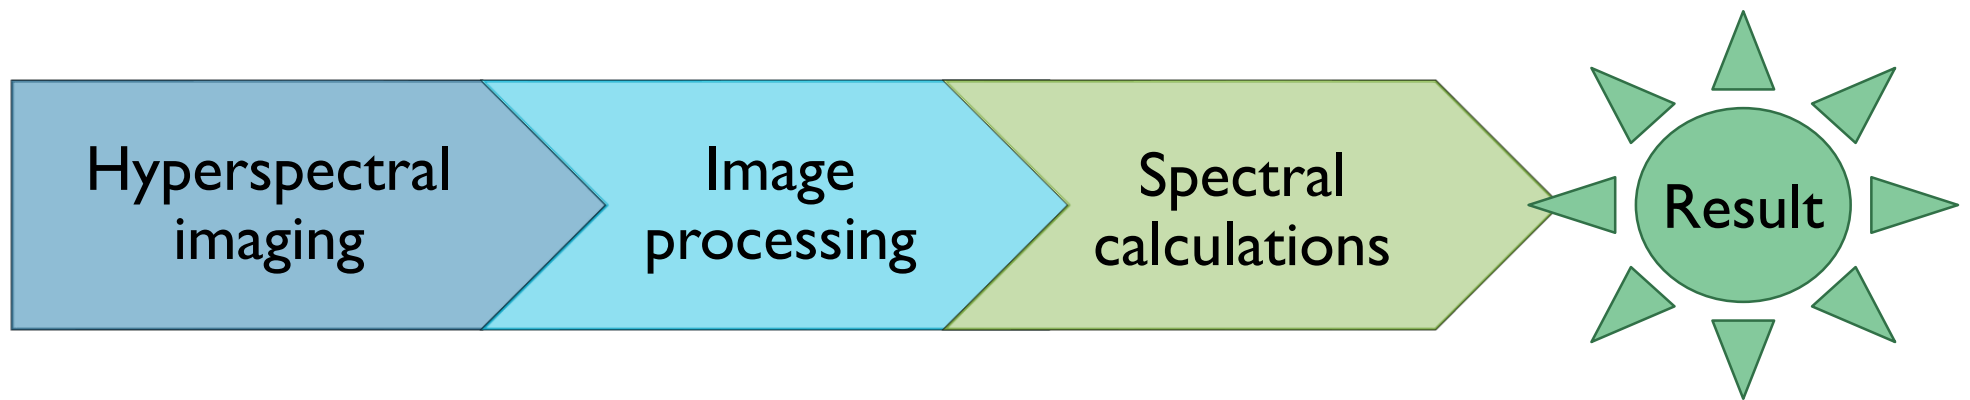 Hyperspectral
imaging
Image
processing
Spectral
calculations
Result